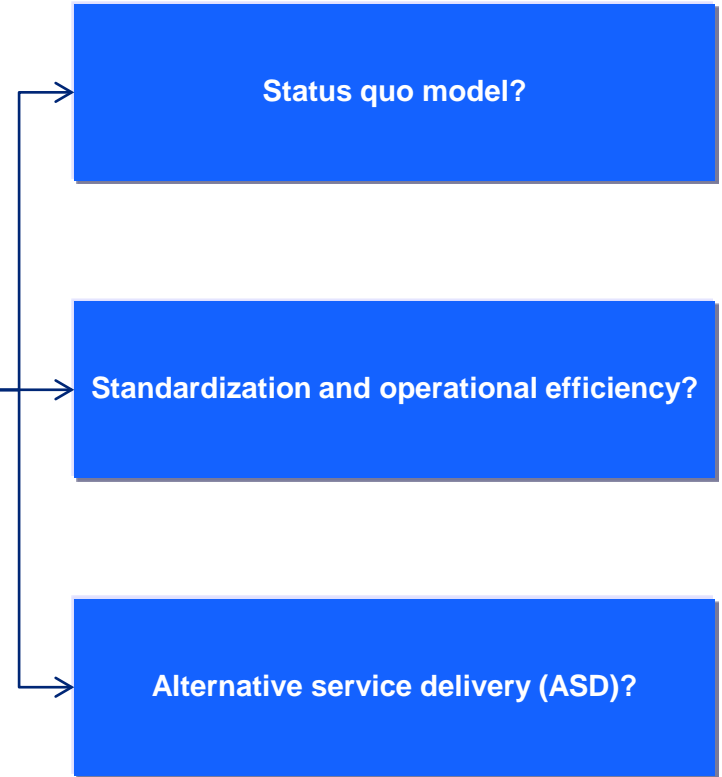 Status quo model?
Standardization and operational efficiency?
Alternative service delivery (ASD)?